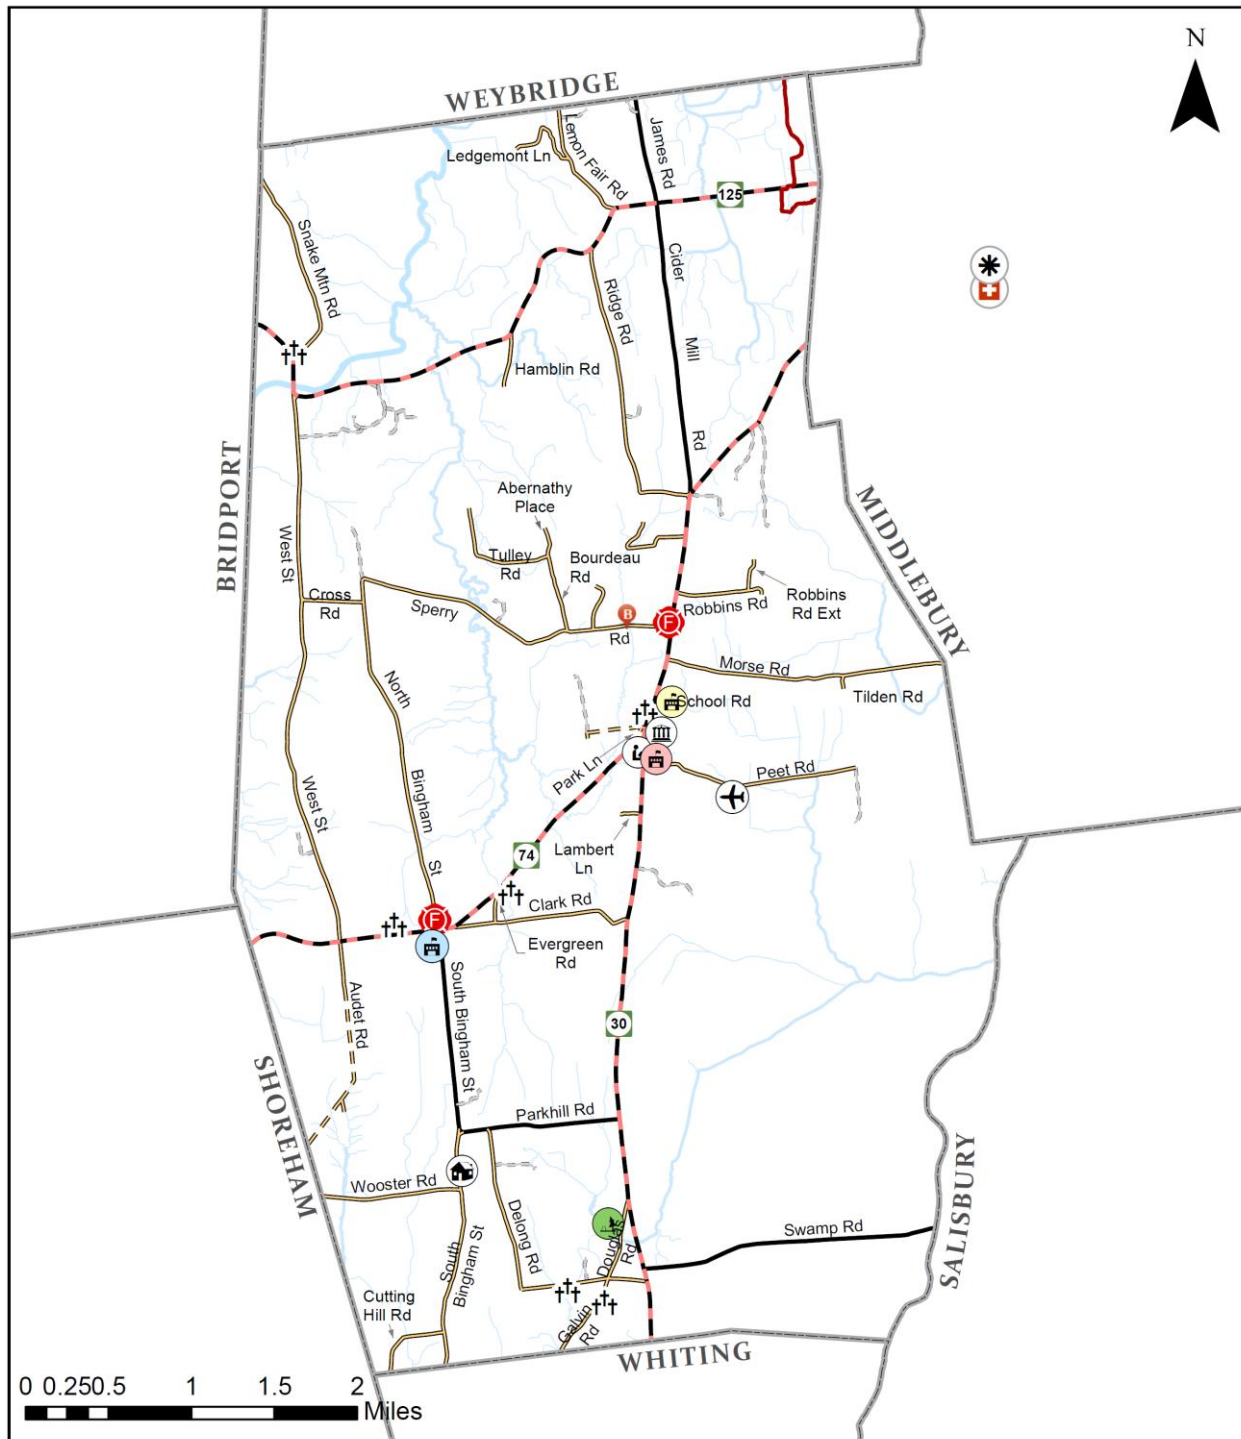 N
WEYBRIDGE
Ledgemont Ln
Lemon Fair Rd
James Rd
125
Snake Mtn Rd
Cider
Mill
Rd
Ridge Rd
Hamblin Rd
BRIDPORT
MIDDLEBURY
Abernathy
Place
West St
Tulley
Rd
Bourdeau
Rd
Cross
Rd
Sperry
Rd
B
F
Robbins Rd
Robbins
Rd Ext
Morse Rd
Tilden Rd
North
Bingham
St
School Rd
Park Ln
Peet Rd
West St
74
Lambert
Ln
Clark Rd
F
Evergreen
Rd
Audet Rd
South Bingham St
30
SHOREHAM
Parkhill Rd
Wooster Rd
Delong Rd
Douglas
Rd
Swamp Rd
SALISBURY
South
Bingham St
Cutting
Hill Rd
Galvin
Rd
WHITING
0 0.25 0.5 1 1.5 2
Miles